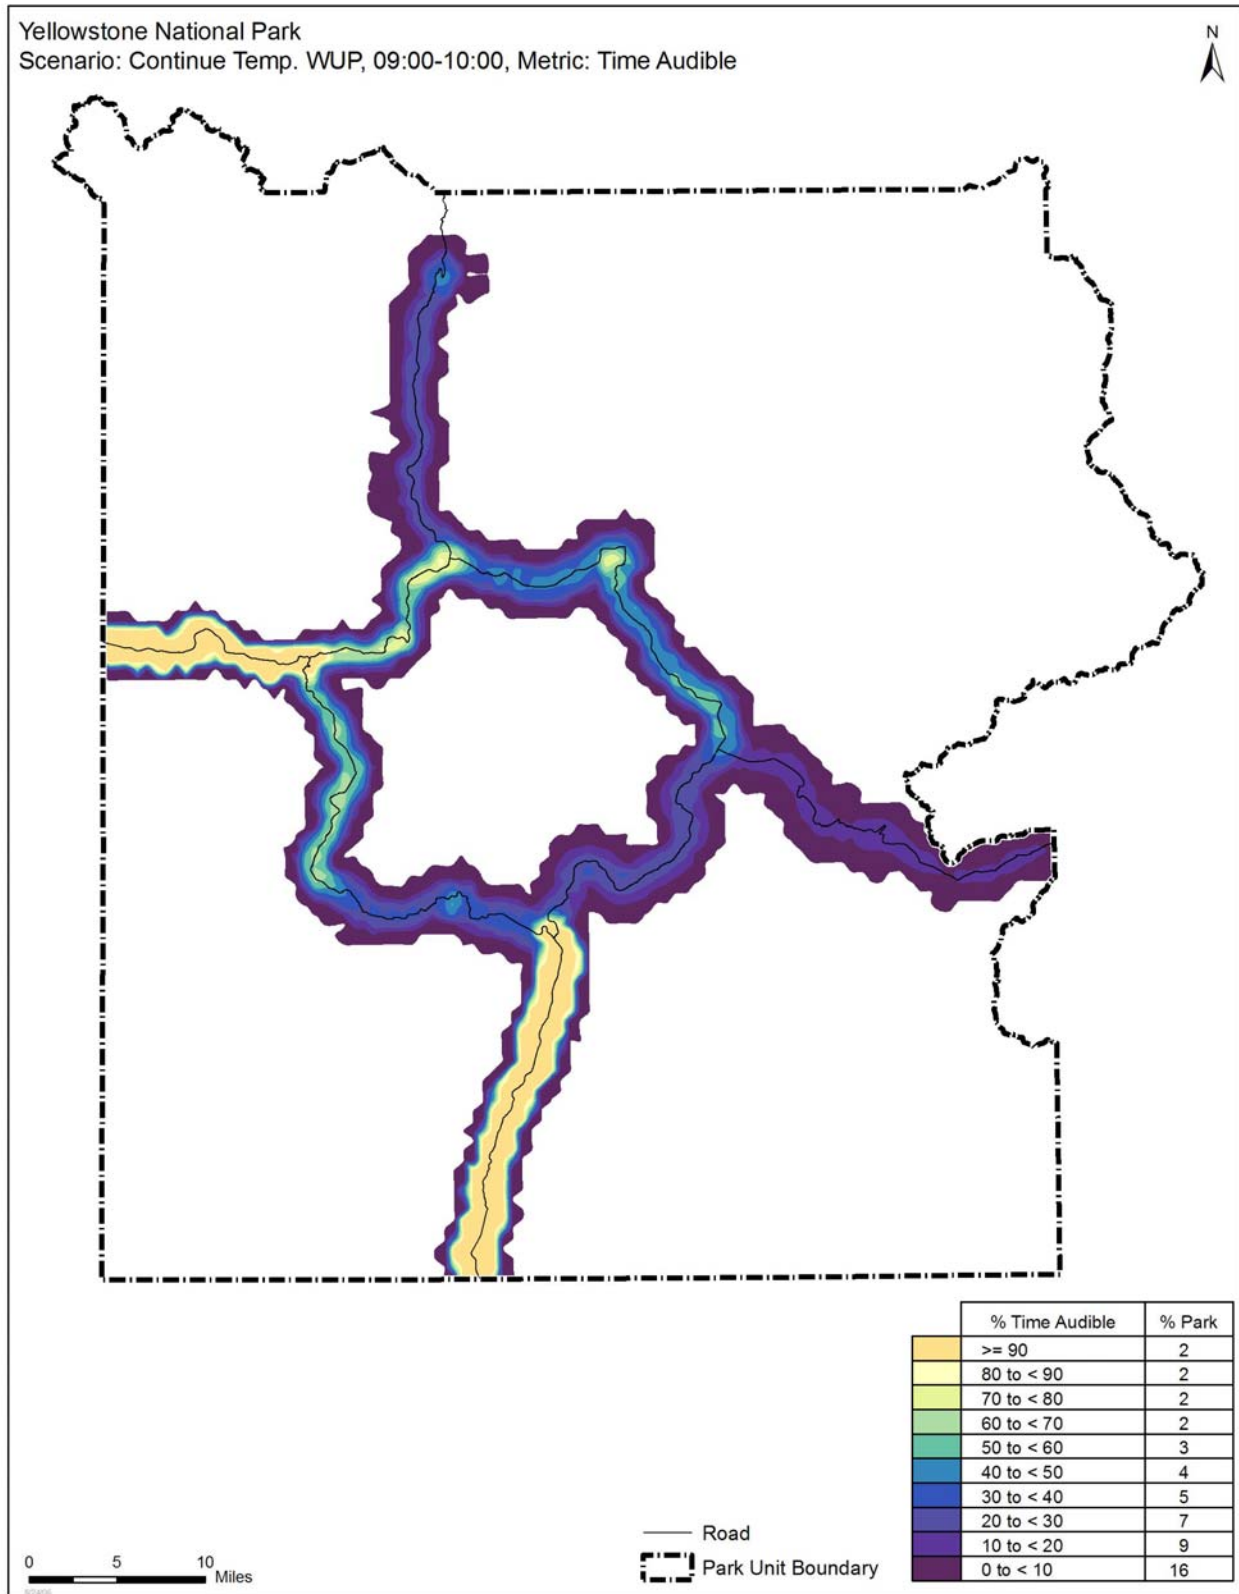 Yellowstone National Park
Scenario: Continue Temp. WUP, 09:00-10:00, Metric: Time Audible
N
% Time Audible % Park
>= 90 2
80 to < 90 2
70 to < 80 2
60 to < 70 2
50 to < 60 3
40 to < 50 4
30 to < 40 5
20 to < 30 7
10 to < 20 9
0 to < 10 16
Road
Park Unit Boundary
0 5 10
Miles